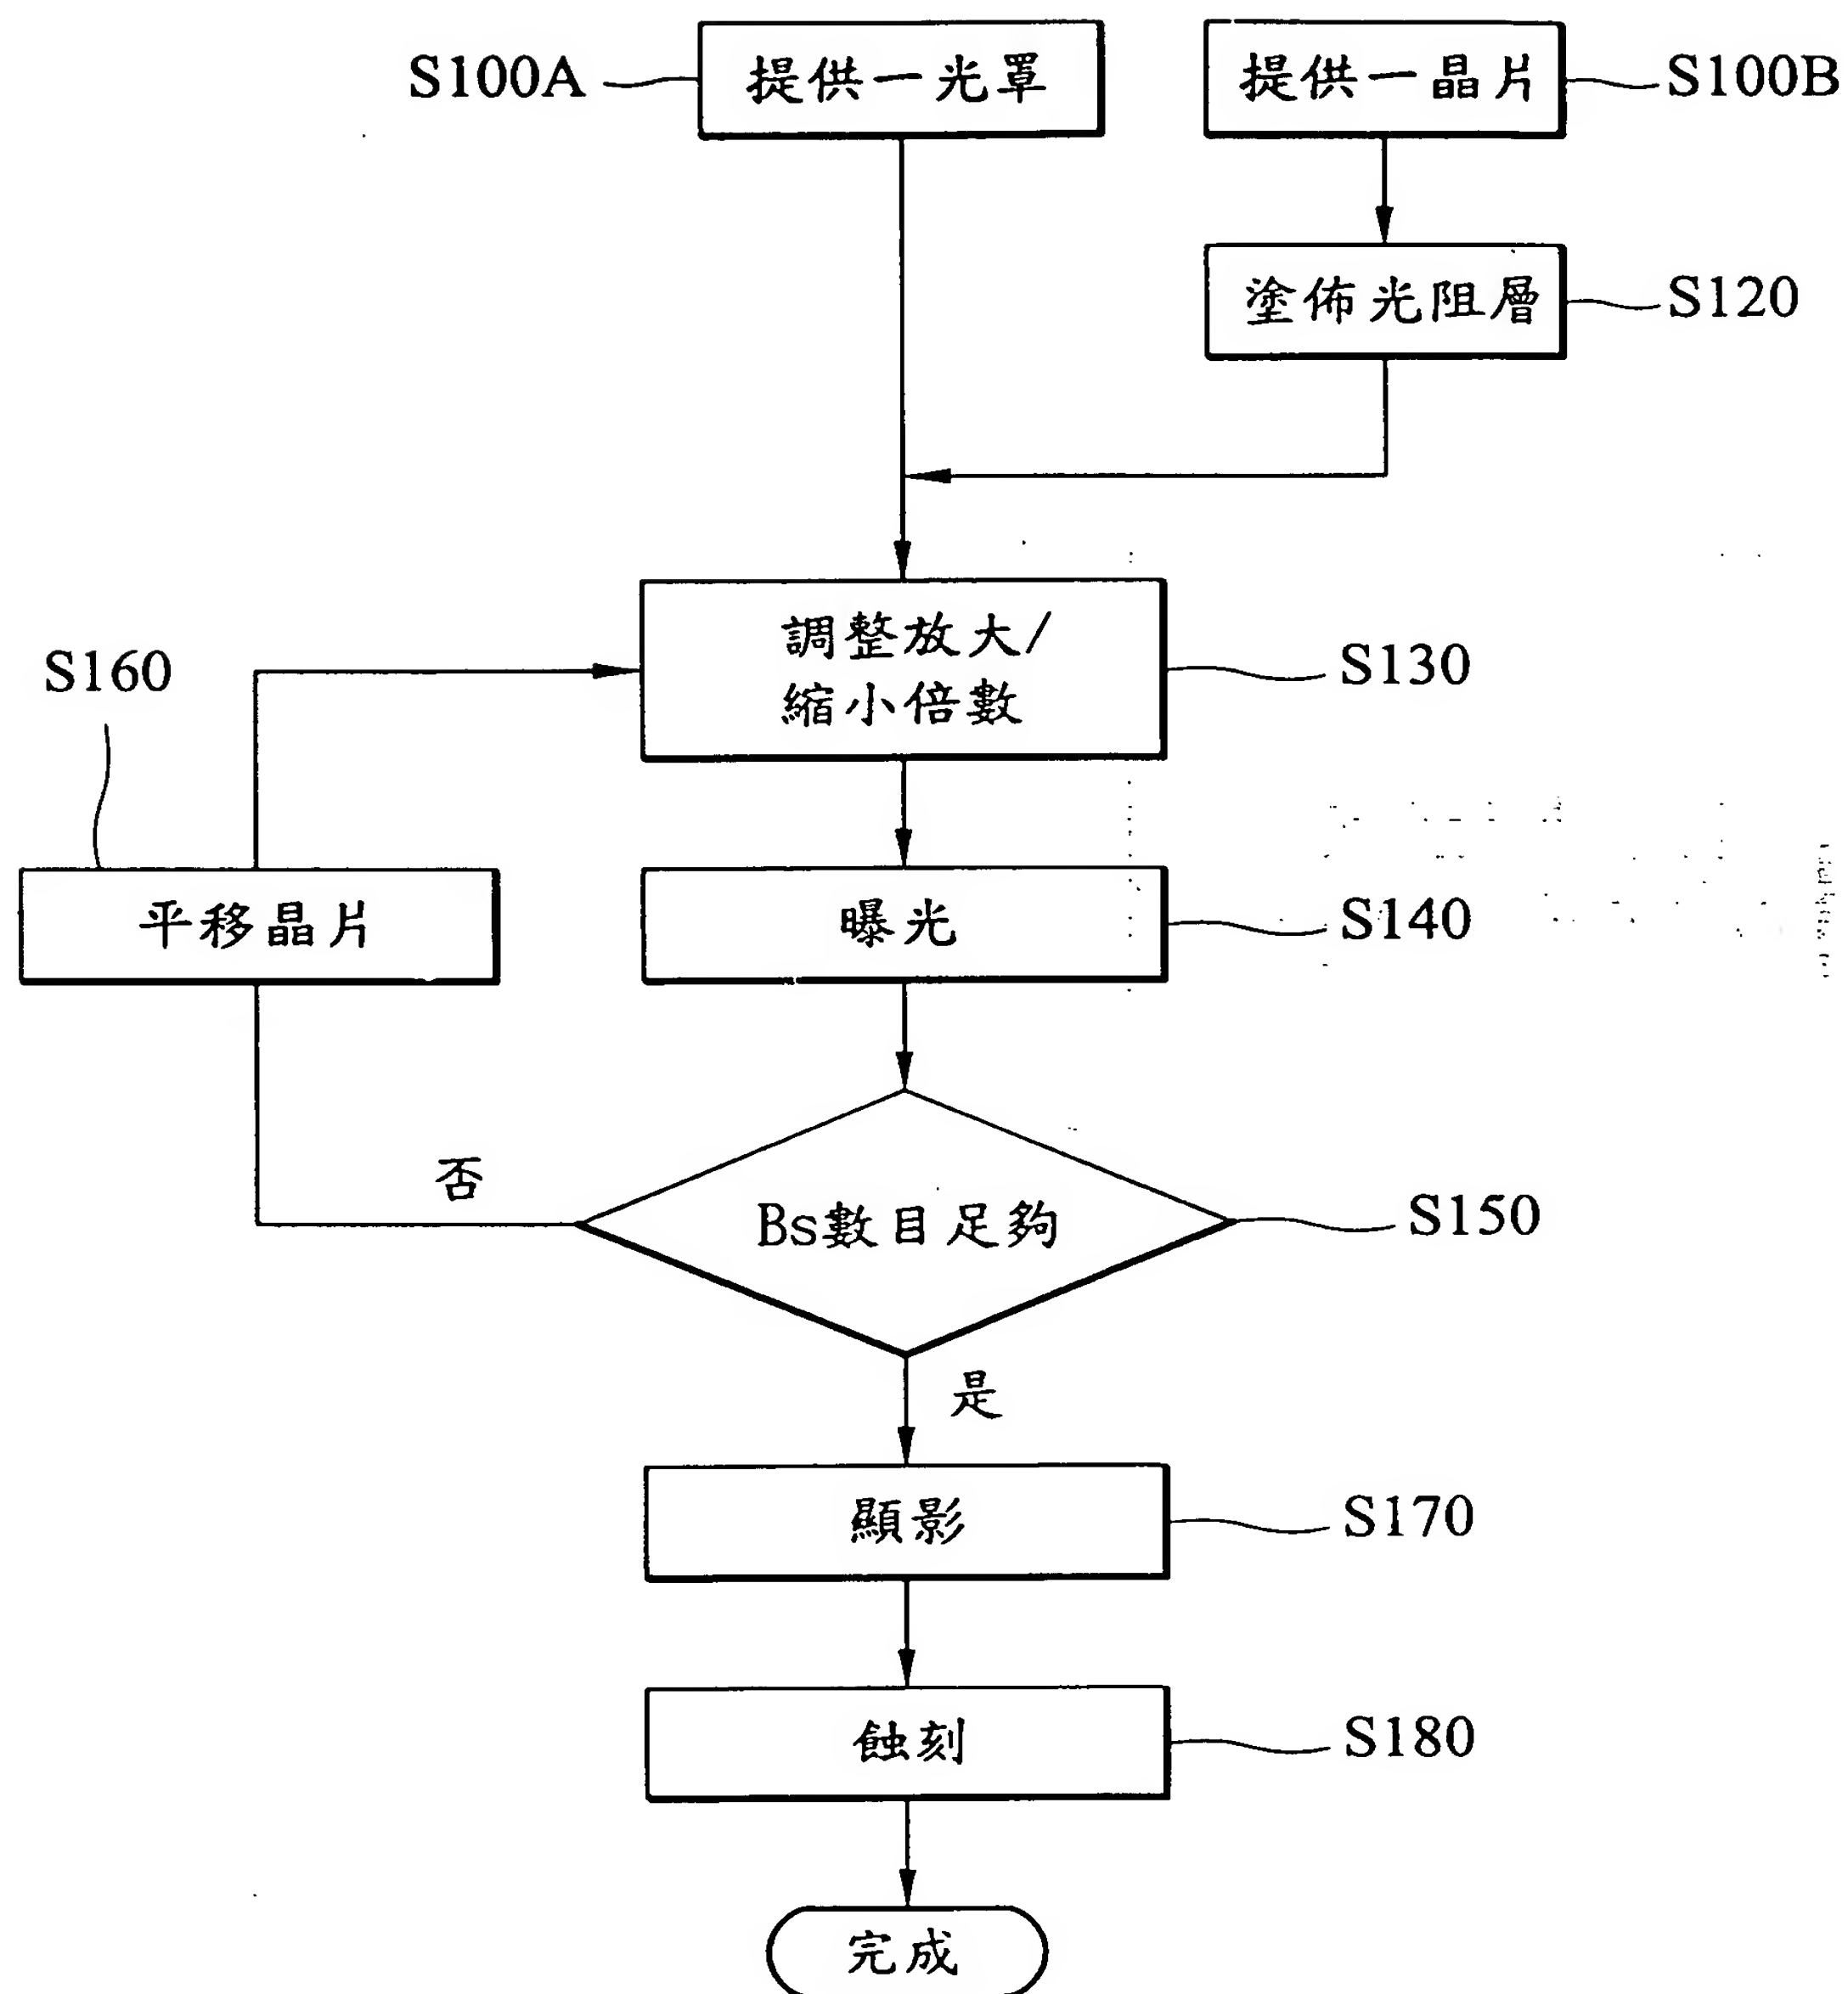 S100A
提供一光罩
提供一晶片
S100B
塗佈光阻層
S120
調整放大/
縮小倍數
S130
S160
平移晶片
曝光
S140
否
Bs數目足夠
S150
是
顯影
S170
蝕刻
S180
完成